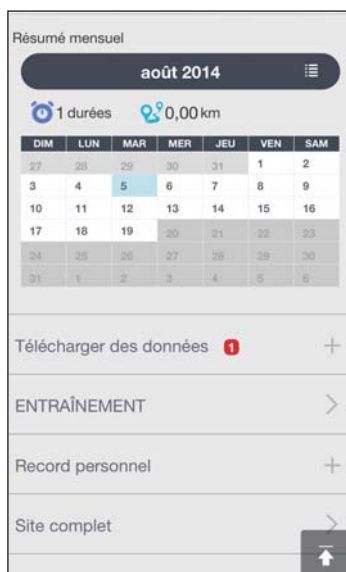 Résumé mensuel
août 2014
1 durées 0,00 km
DIM LUN MAR MER JEU VEN SAM
27 28 29 30 31 1 2
3 4 5 6 7 8 9
10 11 12 13 14 15 16
17 18 19 20 21 22 23
24 25 26 27 28 29 30
31 1 2 3 4 5 6
Télécharger des données 1
ENTRAÎNEMENT
Record personnel
Site complet